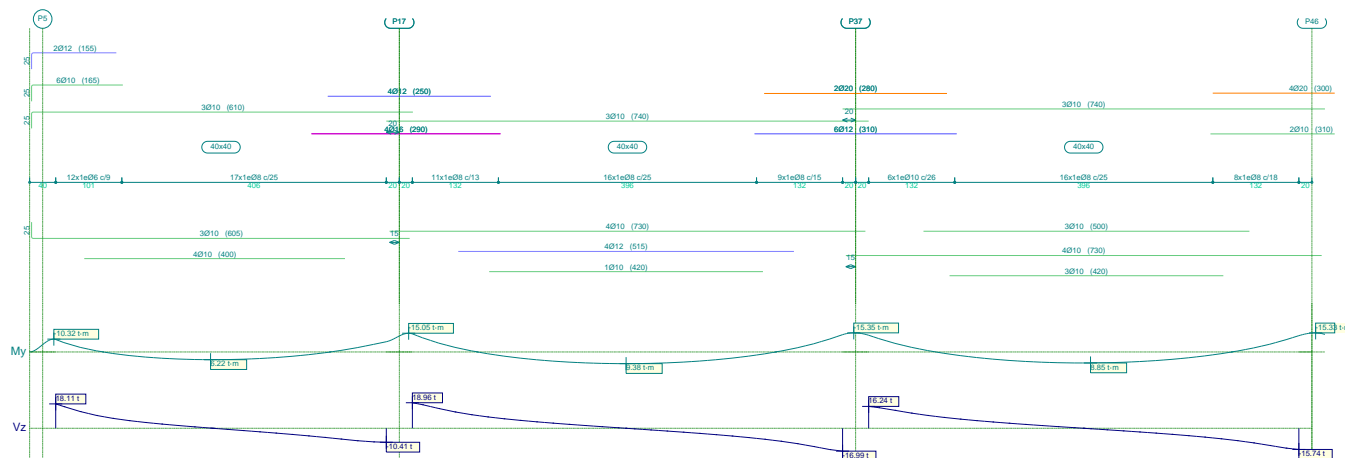 P5 P17 P37 P46
2Ø12 (155)
25
6Ø10 (165)
25
4Ø12 (250)
2Ø20 (280)
4Ø20 (300)
3Ø10 (610)
25
20
3Ø10 (740)
20
3Ø10 (740)
4Ø16 (290)
6Ø12 (310)
2Ø10 (310)
40x40 40x40 40x40
12x1eØ6 c/9 17x1eØ8 c/25 11x1eØ8 c/13 16x1eØ8 c/25 9x1eØ8 c/15 6x1eØ10 c/26 16x1eØ8 c/25 8x1eØ8 c/18
40 101 406 20 20 132 396 132 20 20 132 396 132 20
25
3Ø10 (605)
15
4Ø10 (730)
3Ø10 (500)
4Ø10 (400)
4Ø12 (515)
15
4Ø10 (730)
1Ø10 (420)
3Ø10 (420)
-10.32 t·m -15.05 t·m -15.35 t·m
My
9.38 t·m 8.85 t·m
18.11 t 18.96 t 16.24 t
Vz
-10.41 t -16.99 t -15.74 t